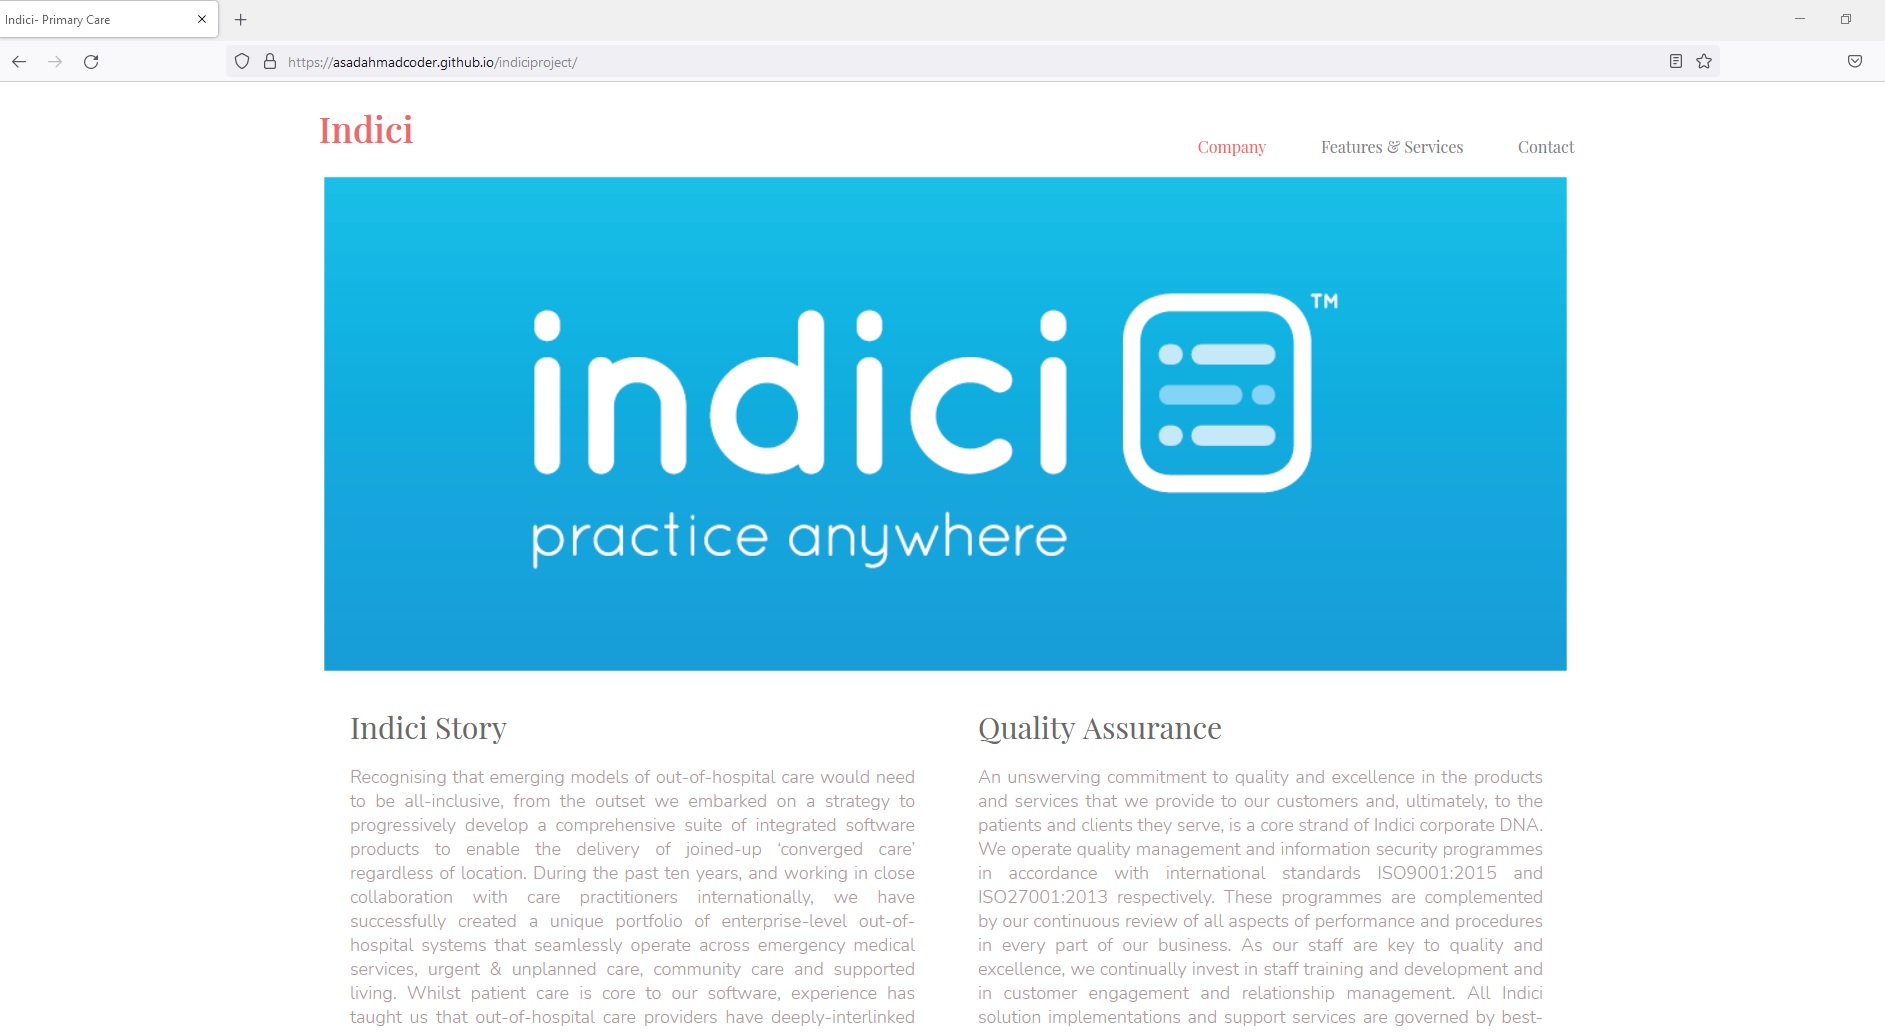 Indici- Primary Care
https://asadahmadcoder.github.io/indiciproject/
Indici
Company
Features & Services
Contact
indici
TM
practice anywhere
Indici Story
Recognising that emerging models of out-of-hospital care would need
to be all-inclusive, from the outset we embarked on a strategy to
progressively develop a comprehensive suite of integrated software
products to enable the delivery of joined-up ‘converged care’
regardless of location. During the past ten years, and working in close
collaboration with care practitioners internationally, we have
successfully created a unique portfolio of enterprise-level out-of-
hospital systems that seamlessly operate across emergency medical
services, urgent & unplanned care, community care and supported
living. Whilst patient care is core to our software, experience has
taught us that out-of-hospital care providers have deeply-interlinked
Quality Assurance
An unswerving commitment to quality and excellence in the products
and services that we provide to our customers and, ultimately, to the
patients and clients they serve, is a core strand of Indici corporate DNA.
We operate quality management and information security programmes
in accordance with international standards ISO9001:2015 and
ISO27001:2013 respectively. These programmes are complemented
by our continuous review of all aspects of performance and procedures
in every part of our business. As our staff are key to quality and
excellence, we continually invest in staff training and development and
in customer engagement and relationship management. All Indici
solution implementations and support services are governed by best-